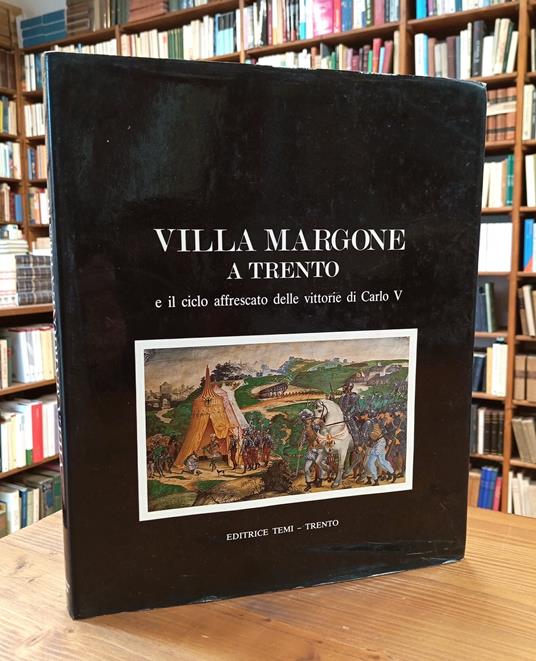 VILLA MARGONE
A TRENTO
e il ciclo affrescato delle vittorie di Carlo V
EDITRICE TEMI – TRENTO